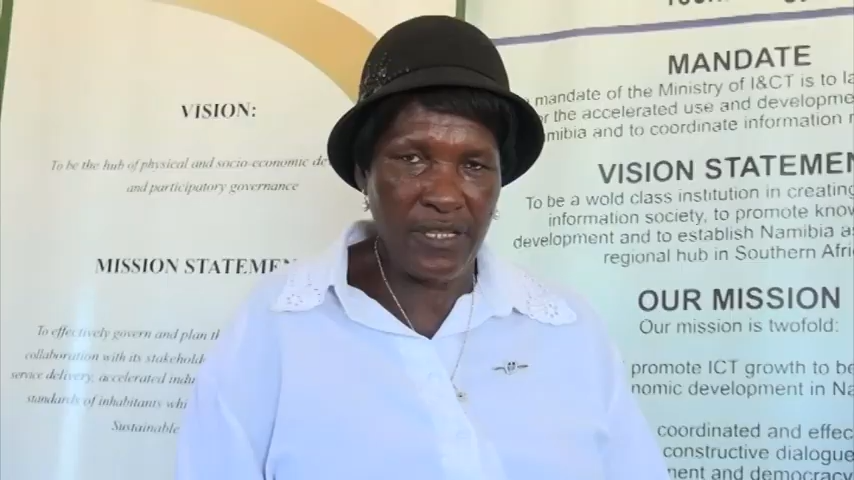 VISION:
To be the hub of physical and socio-economic
and participatory governance
MISSION STATEMEN
To effectively govern and plan
collaboration with its stakeholde
service delivery, accelerated indu
standards of inhabitants
Sustainable
MANDATE
mandate of the Ministry of I&CT is to la
or the accelerated use and developme
mibia and to coordinate information
VISION STATEMEN
To be a wold class institution in creating
information society, to promote know
development and to establish Namibia as
regional hub in Southern Afri
OUR MISSION
Our mission is twofold:
promote ICT growth to be
nomic development in Na
coordinated and effec
constructive dialogue
ment and democracy